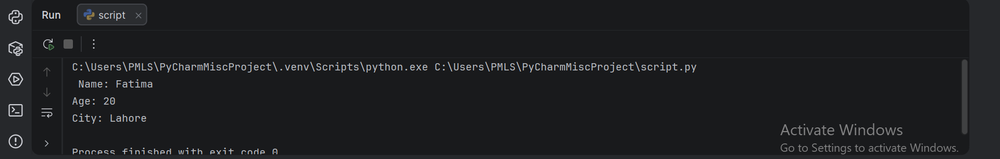 Run script
C:\Users\PMLS\PyCharmMiscProject\.venv\Scripts\python.exe C:\Users\PMLS\PyCharmMiscProject\script.py
 Name: Fatima
Age: 20
City: Lahore
Process finished with exit code 0
Activate Windows
Go to Settings to activate Windows.